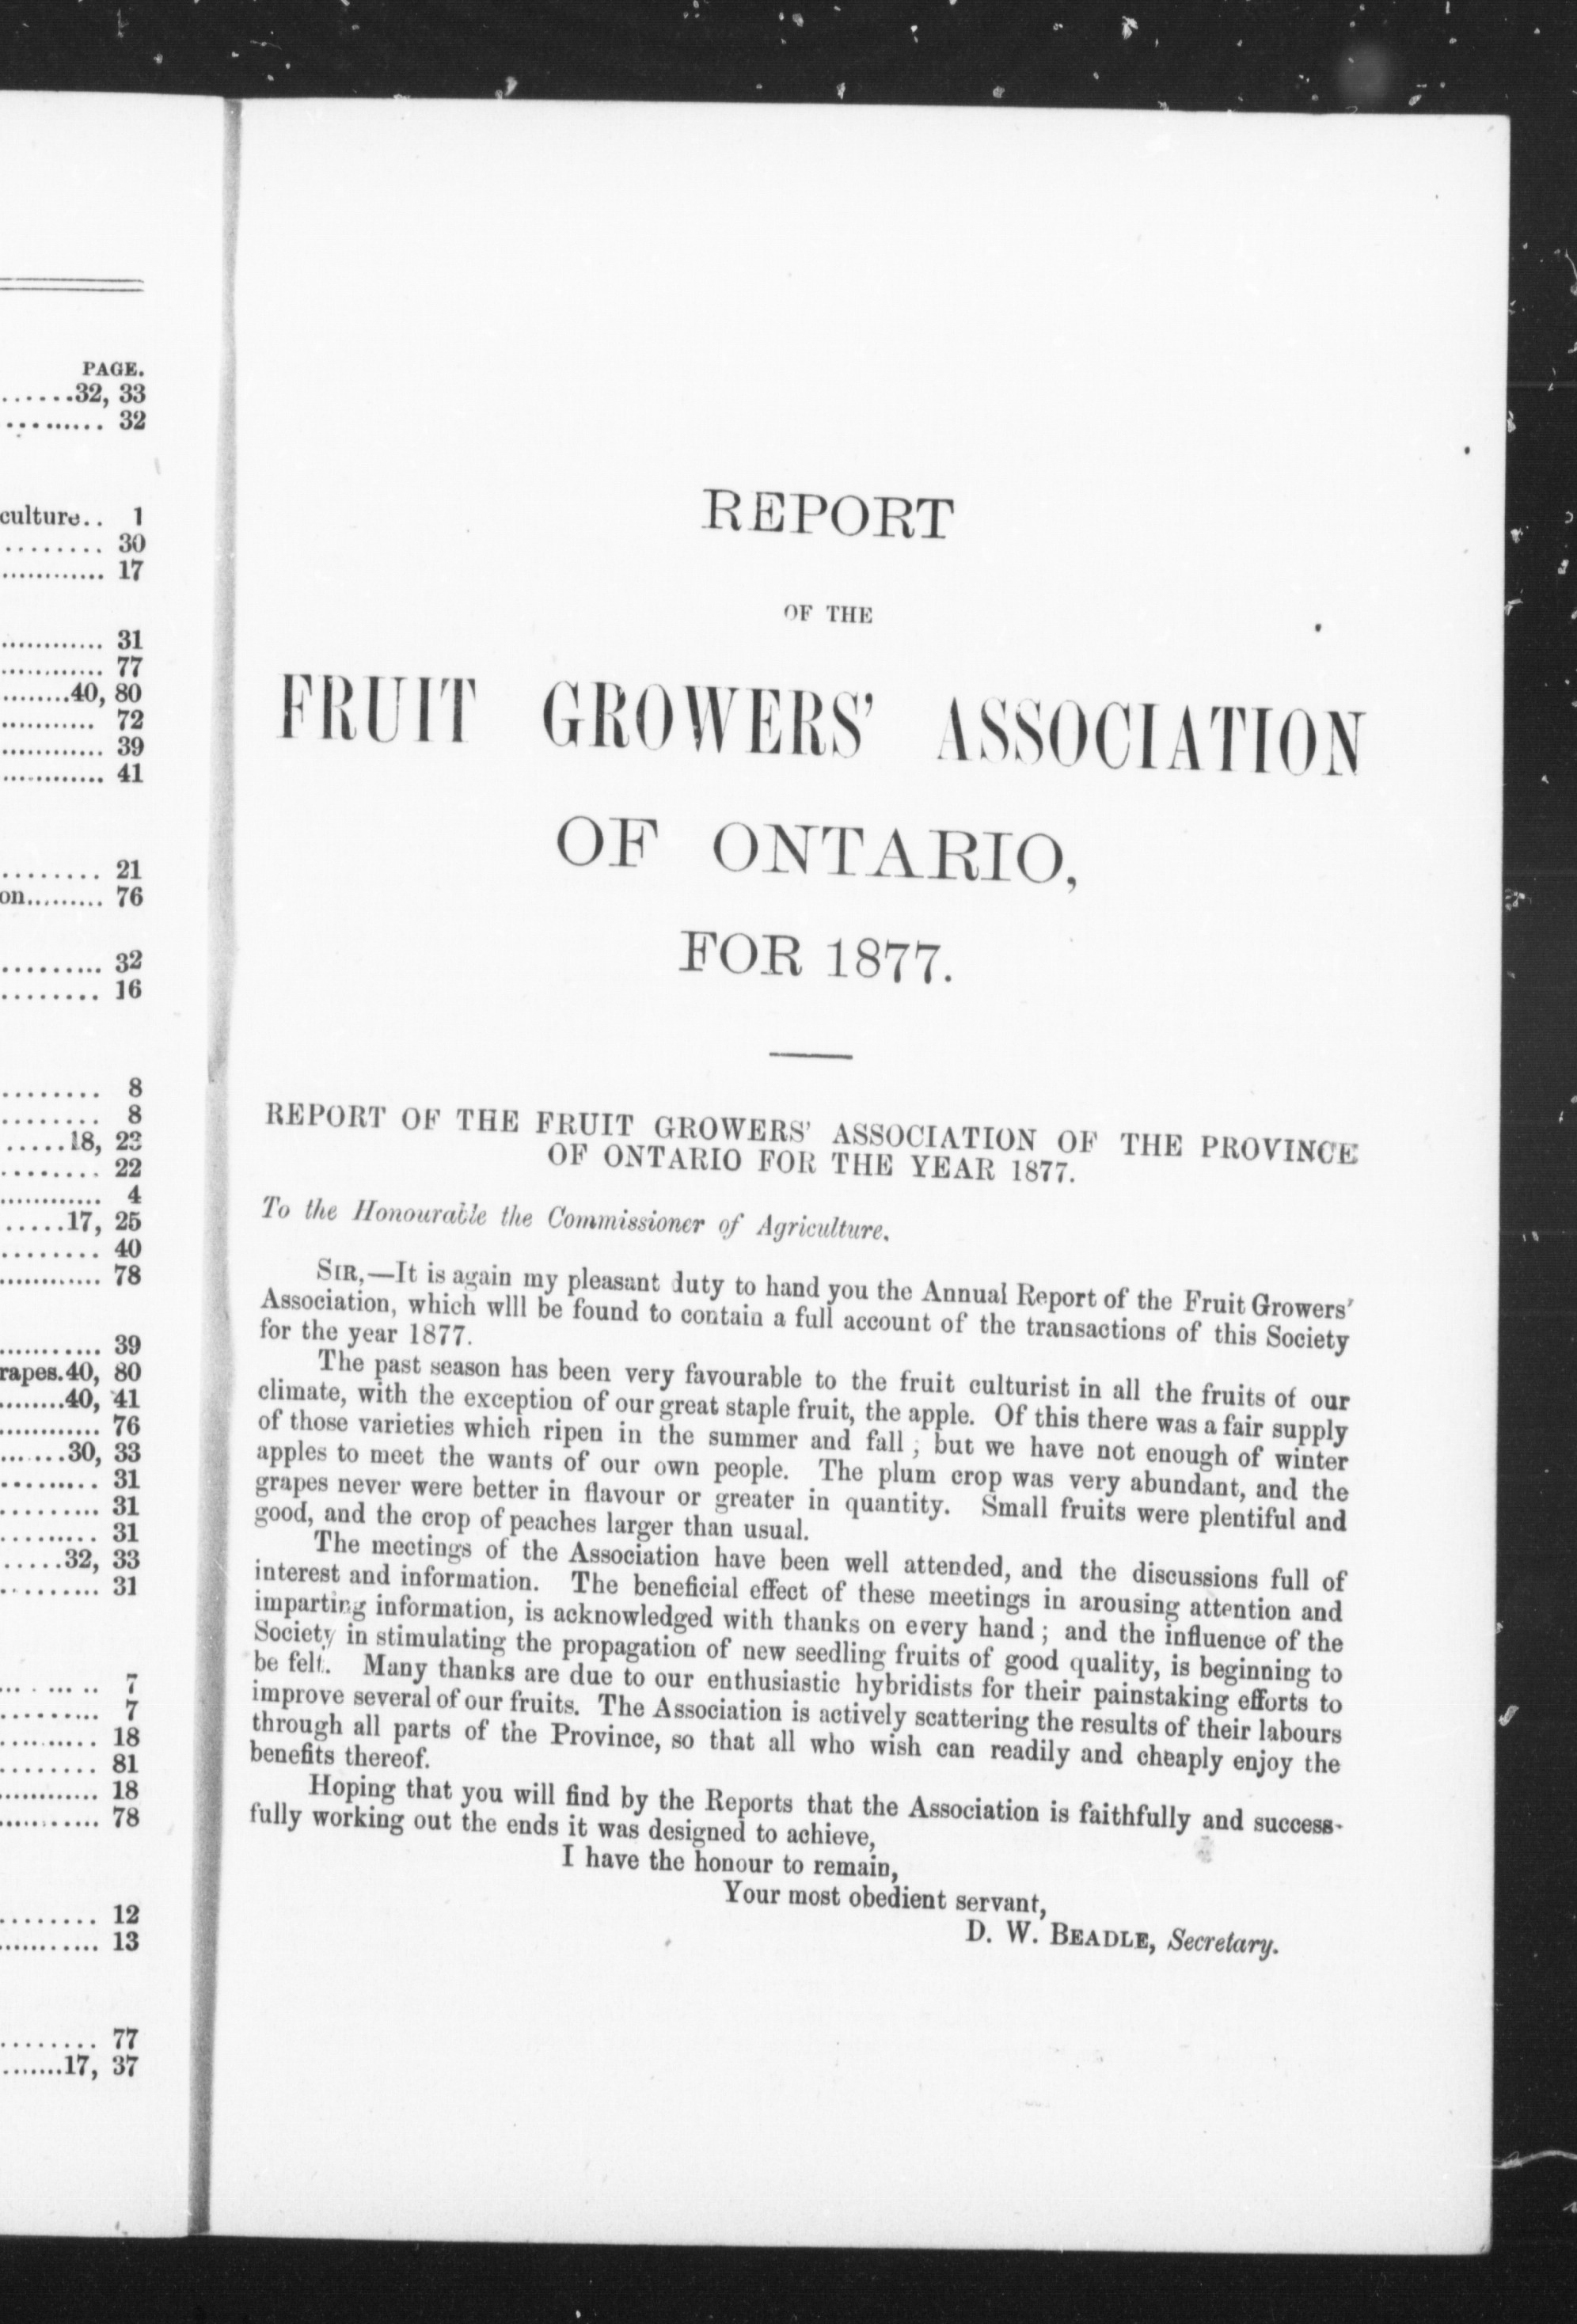 PAGE.
......32, 33
......... 32
culture.. 1
........ 30
............ 17
............ 31
............ 77
.........40, 80
........... 72
............ 39
............ 41
........ 21
on......... 76
......... 32
........ 16
........ 8
......... 8
......18, 23
........ 22
............ 4
.....17, 25
........ 40
............ 78
............ 39
rapes.40, 80
........40, 41
............ 76
.......30, 33
.......... 31
......... 31
.......... 31
.....32, 33
......... 31
......... 7
......... 7
.......... 18
........ 81
............ 18
........... 78
........ 12
........... 13
........ 77
.......17, 37
REPORT
OF THE
FRUIT GROWERS' ASSOCIATION
OF ONTARIO,
FOR 1877.
REPORT OF THE FRUIT GROWERS' ASSOCIATION OF THE PROVINCE
OF ONTARIO FOR THE YEAR 1877.
To the Honourable the Commissioner of Agriculture.
SIR,—It is again my pleasant duty to hand you the Annual Report of the Fruit Growers'
Association, which wlll be found to contain a full account of the transactions of this Society
for the year 1877.
The past season has been very favourable to the fruit culturist in all the fruits of our
climate, with the exception of our great staple fruit, the apple. Of this there was a fair supply
of those varieties which ripen in the summer and fall ; but we have not enough of winter
apples to meet the wants of our own people. The plum crop was very abundant, and the
grapes never were better in flavour or greater in quantity. Small fruits were plentiful and
good, and the crop of peaches larger than usual.
The meetings of the Association have been well attended, and the discussions full of
interest and information. The beneficial effect of these meetings in arousing attention and
imparting information, is acknowledged with thanks on every hand ; and the influence of the
Society in stimulating the propagation of new seedling fruits of good quality, is beginning to
be felt. Many thanks are due to our enthusiastic hybridists for their painstaking efforts to
improve several of our fruits. The Association is actively scattering the results of their labours
through all parts of the Province, so that all who wish can readily and cheaply enjoy the
benefits thereof.
Hoping that you will find by the Reports that the Association is faithfully and success-
fully working out the ends it was designed to achieve,
I have the honour to remain,
Your most obedient servant,
D. W. BEADLE, Secretary.